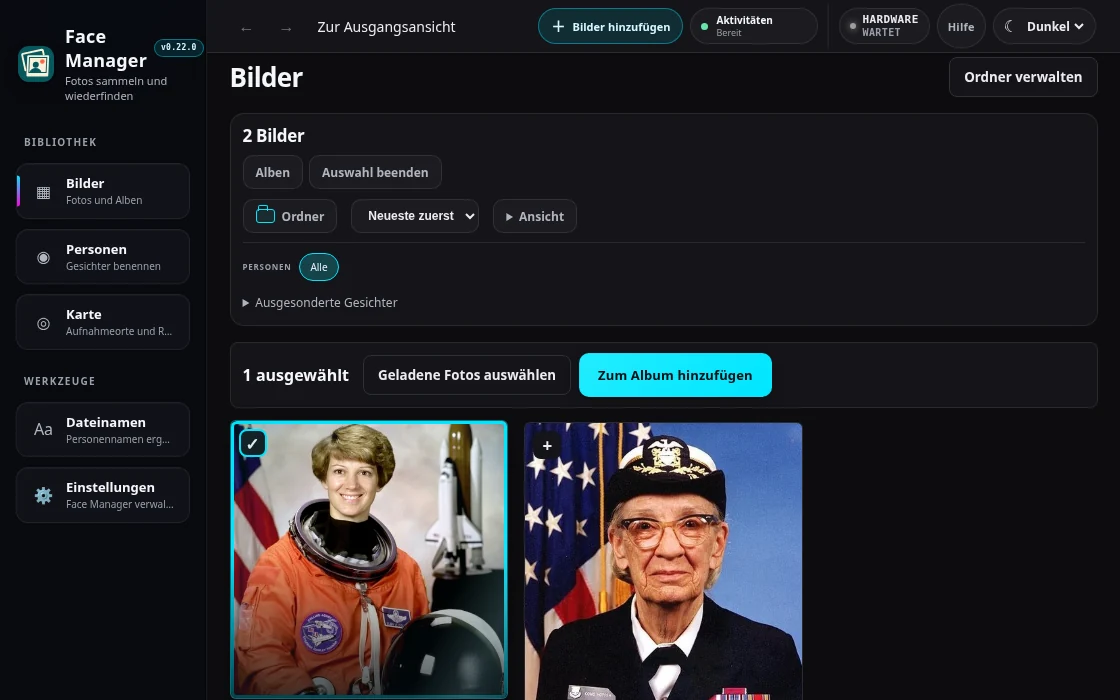 Face Manager
v0.22.0
Fotos sammeln und wiederfinden
BIBLIOTHEK
Bilder
Fotos und Alben
Personen
Gesichter benennen
Karte
Aufnahmeorte und R...
WERKZEUGE
Aa
Dateinamen
Personennamen erg...
Einstellungen
Face Manager verwal...
← → Zur Ausgangsansicht
+ Bilder hinzufügen
Aktivitäten
Bereit
HARDWARE
WARTET
Hilfe
Dunkel
Bilder
Ordner verwalten
2 Bilder
Alben
Auswahl beenden
Ordner
Neueste zuerst
Ansicht
PERSONEN
Alle
Ausgesonderte Gesichter
1 ausgewählt
Geladene Fotos auswählen
Zum Album hinzufügen